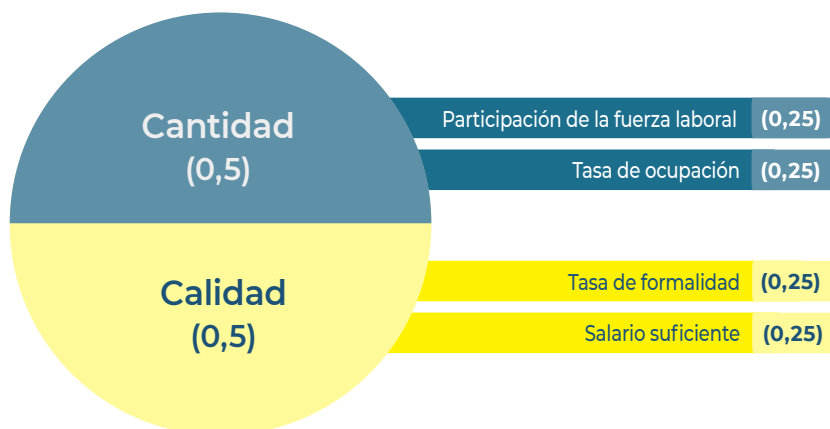 Cantidad
(0,5)
Participación de la fuerza laboral (0,25)
Tasa de ocupación (0,25)
Calidad
(0,5)
Tasa de formalidad (0,25)
Salario suficiente (0,25)